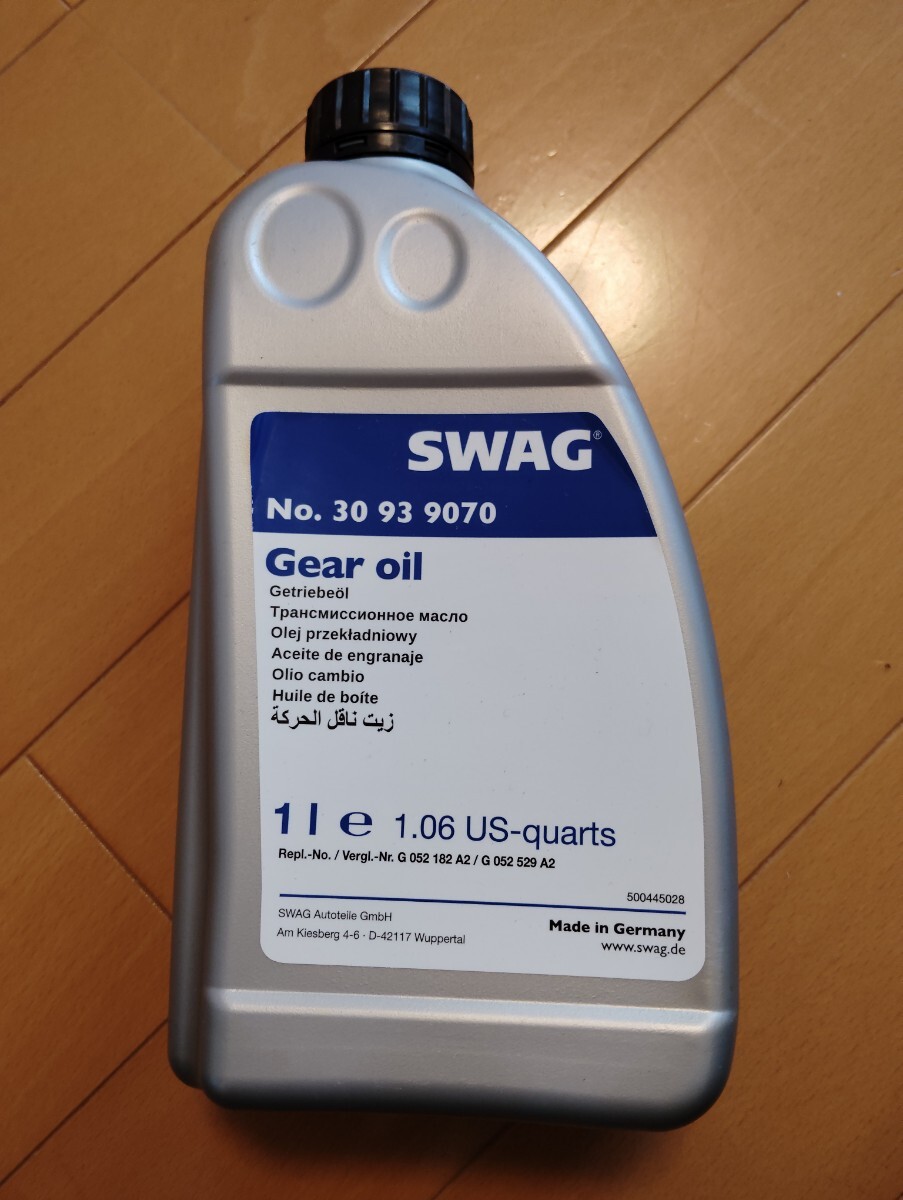 SWAG®
No. 30 93 9070
Gear oil
Getriebeöl
Трансмиссионное масло
Olej przekładniowy
Aceite de engranaje
Olio cambio
Huile de boîte
زيت ناقل الحركة
1 l e 1.06 US-quarts
Repl.-No. / Vergl.-Nr. G 052 182 A2 / G 052 529 A2
500445028
SWAG Autoteile GmbH
Am Kiesberg 4-6 · D-42117 Wuppertal
Made in Germany
www.swag.de